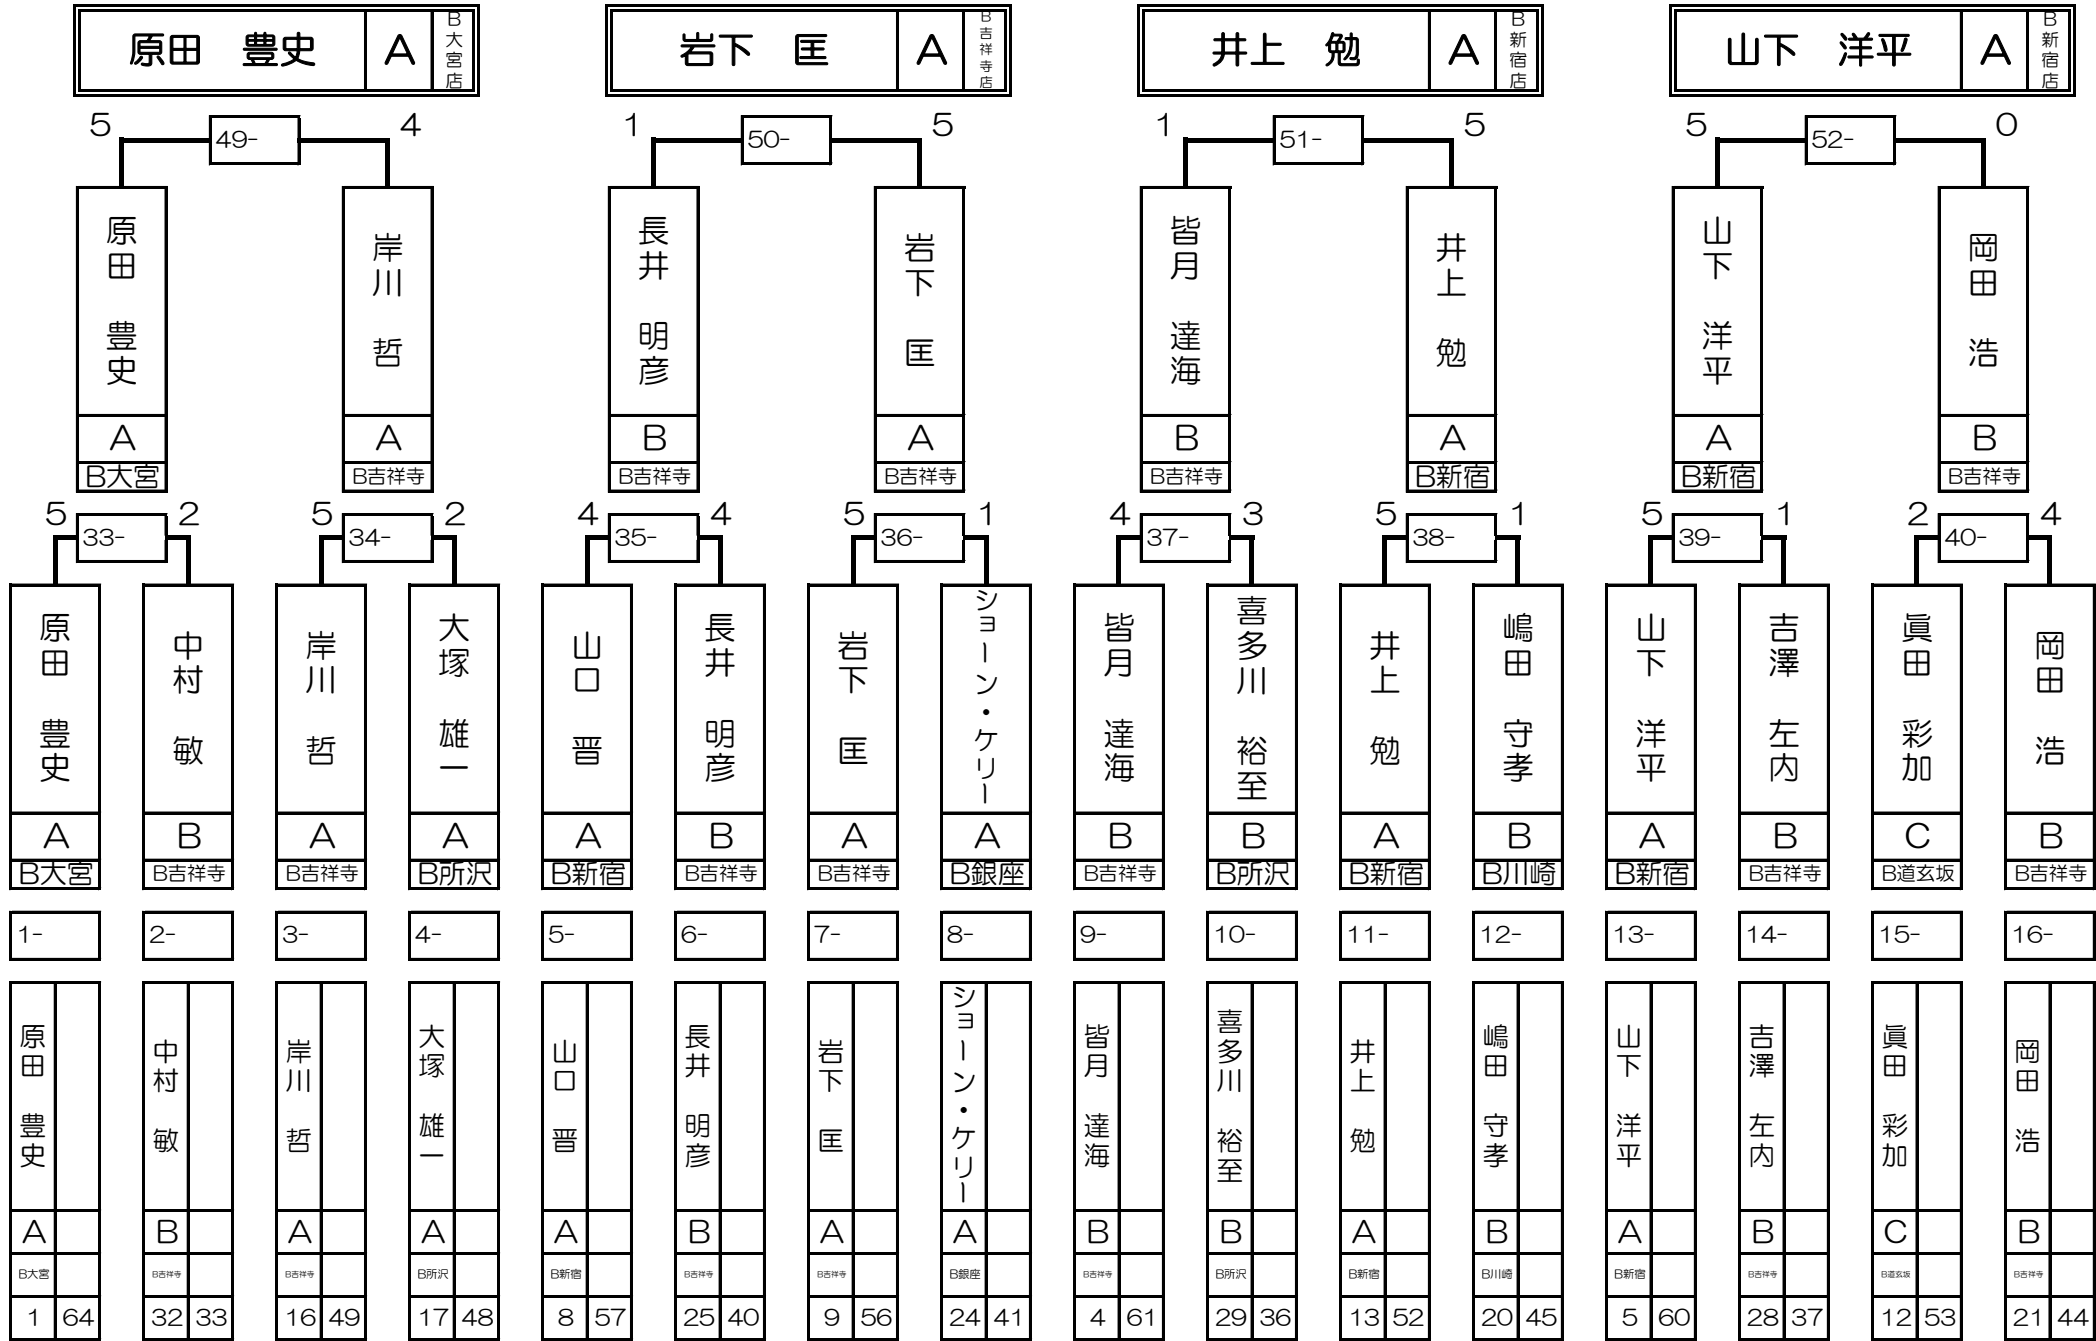 原田　豊史 A B大宮店
岩下　匡 A B吉祥寺店
井上　勉 A B新宿店
山下　洋平 A B新宿店
5 49- 4
1 50- 5
1 51- 5
5 52- 0
原田　豊史
岸川　哲
長井　明彦
岩下　匡
皆月　達海
井上　勉
山下　洋平
岡田　浩
A A B A B A A B
B大宮 B吉祥寺 B吉祥寺 B吉祥寺 B吉祥寺 B新宿 B新宿 B吉祥寺
5 33- 2
5 34- 2
4 35- 4
5 36- 1
4 37- 3
5 38- 1
5 39- 1
2 40- 4
原田　豊史
中村　敏
岸川　哲
大塚　雄一
山口　晋
長井　明彦
岩下　匡
ショーン・ケリー
皆月　達海
喜多川　裕至
井上　勉
嶋田　守孝
山下　洋平
吉澤　左内
眞田　彩加
岡田　浩
A B A A A B A A B B A B A B C B
B大宮 B吉祥寺 B吉祥寺 B所沢 B新宿 B吉祥寺 B吉祥寺 B銀座 B吉祥寺 B所沢 B新宿 B川崎 B新宿 B吉祥寺 B道玄坂 B吉祥寺
1- 2- 3- 4- 5- 6- 7- 8- 9- 10- 11- 12- 13- 14- 15- 16-
原田　豊史
中村　敏
岸川　哲
大塚　雄一
山口　晋
長井　明彦
岩下　匡
ショーン・ケリー
皆月　達海
喜多川　裕至
井上　勉
嶋田　守孝
山下　洋平
吉澤　左内
眞田　彩加
岡田　浩
A B A A A B A A B B A B A B C B
B大宮 B吉祥寺 B吉祥寺 B所沢 B新宿 B吉祥寺 B吉祥寺 B銀座 B吉祥寺 B所沢 B新宿 B川崎 B新宿 B吉祥寺 B道玄坂 B吉祥寺
1 64 32 33 16 49 17 48 8 57 25 40 9 56 24 41 4 61 29 36 13 52 20 45 5 60 28 37 12 53 21 44